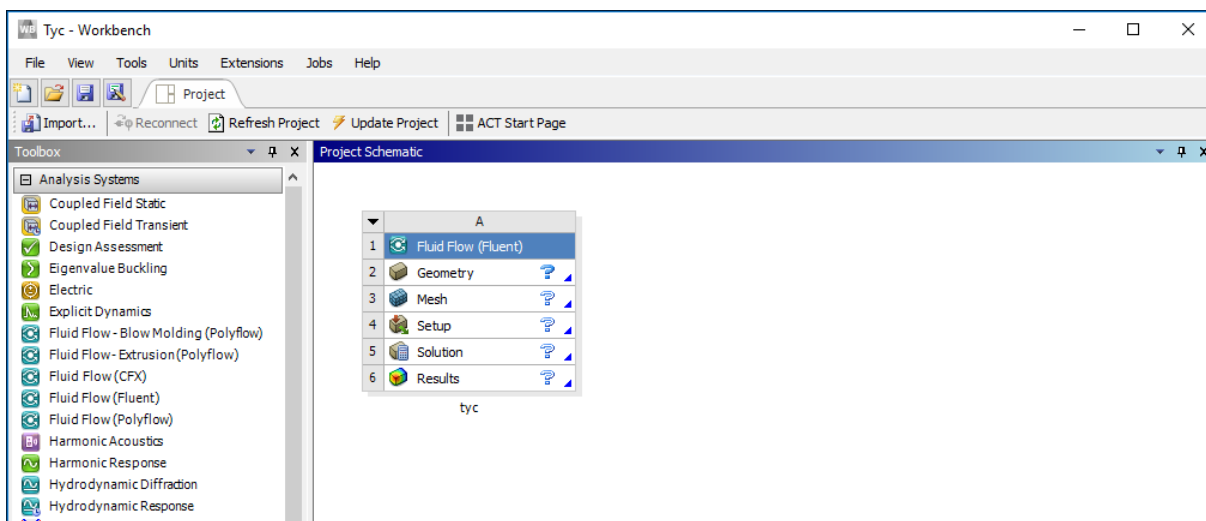 Tyc - Workbench
File View Tools Units Extensions Jobs Help
Project
Import... Reconnect Refresh Project Update Project ACT Start Page
Toolbox
Project Schematic
Analysis Systems
Coupled Field Static
Coupled Field Transient
Design Assessment
Eigenvalue Buckling
Electric
Explicit Dynamics
Fluid Flow - Blow Molding (Polyflow)
Fluid Flow - Extrusion (Polyflow)
Fluid Flow (CFX)
Fluid Flow (Fluent)
Fluid Flow (Polyflow)
Harmonic Acoustics
Harmonic Response
Hydrodynamic Diffraction
Hydrodynamic Response
A
1 Fluid Flow (Fluent)
2 Geometry ?
3 Mesh ?
4 Setup ?
5 Solution ?
6 Results ?
tyc